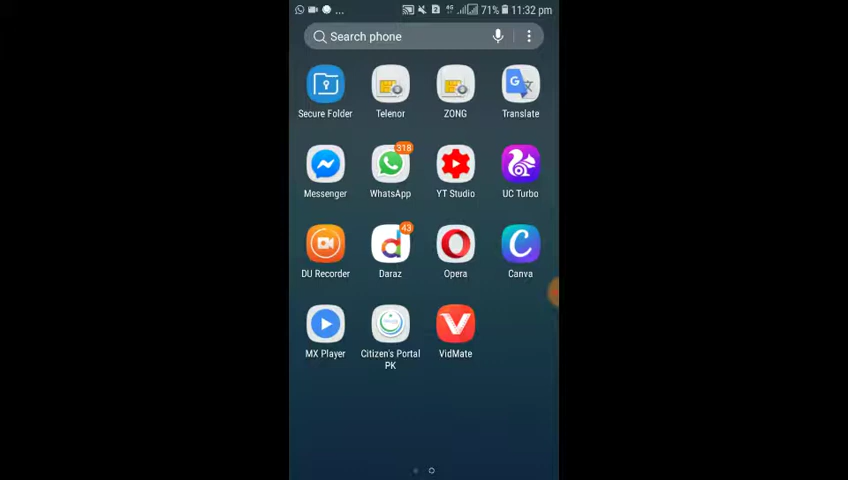 ... 71% 11:32 pm
Search phone
Secure Folder Telenor ZONG Translate
318
Messenger WhatsApp YT Studio UC Turbo
43
DU Recorder Daraz Opera Canva
MX Player Citizen's Portal PK VidMate